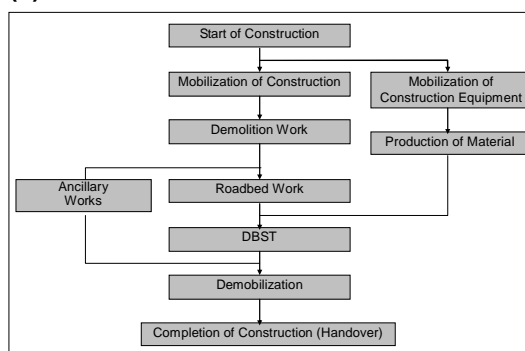 Start of Construction
Mobilization of Construction
Mobilization of
Construction Equipment
Demolition Work
Production of Material
Ancillary
Works
Roadbed Work
DBST
Demobilization
Completion of Construction (Handover)